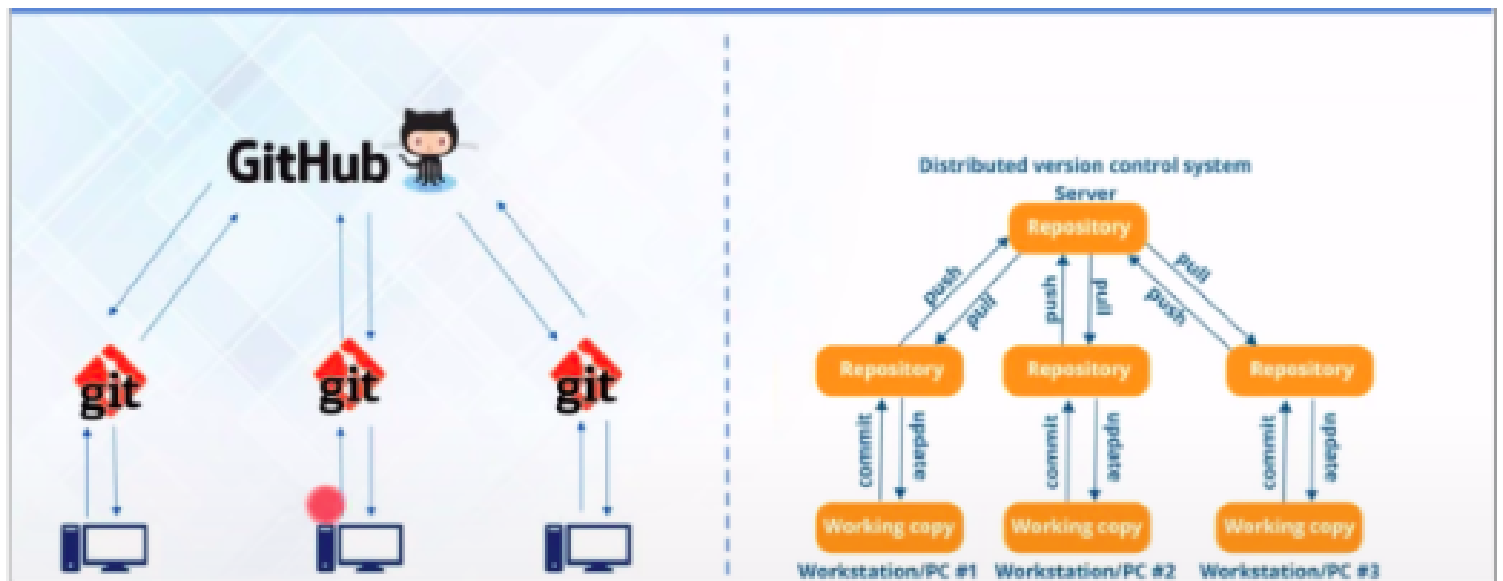 GitHub
git
git
git
Distributed version control system
Server
Repository
push
pull
push
pull
pull
push
Repository
Repository
Repository
commit
update
commit
update
commit
update
Working copy
Working copy
Working copy
Workstation/PC #1
Workstation/PC #2
Workstation/PC #3